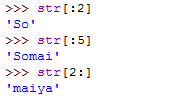 >>> str[:2]
'So'
>>> str[:5]
'Somai'
>>> str[2:]
'maiya'